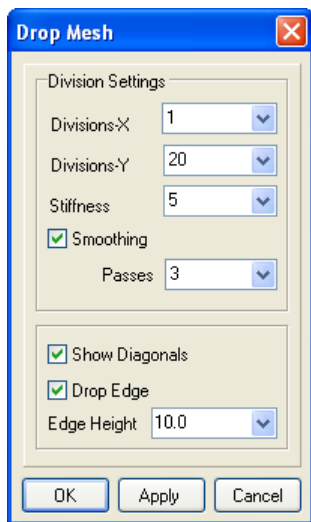 Drop Mesh
Division Settings
Divisions-X 1
Divisions-Y 20
Stiffness 5
Smoothing
Passes 3
Show Diagonals
Drop Edge
Edge Height 10.0
OK Apply Cancel